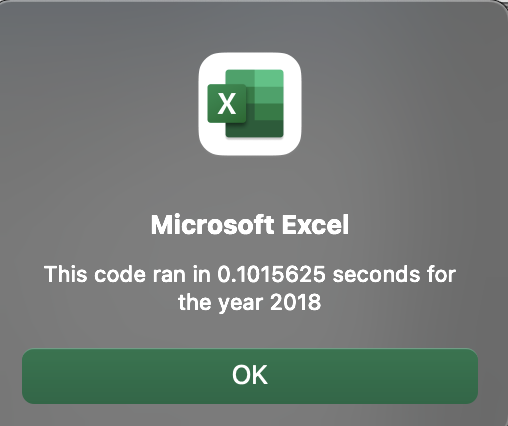 X
Microsoft Excel
This code ran in 0.1015625 seconds for
the year 2018
OK